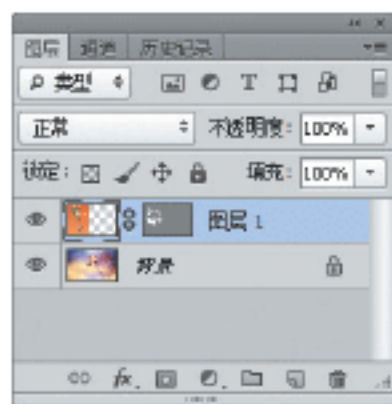 图层 通道 历史记录
类型 T
正常 不透明度: 100%
锁定: 填充: 100%
图层 1
背景
fx